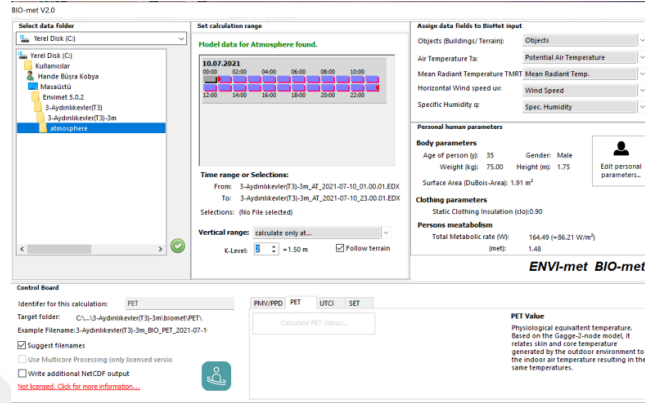 BIO-met V2.0
Select data folder
Yerel Disk (C:)
Yerel Disk (C:)
Kullanıcılar
Hande Büşra Kobya
Masaüstü
Envimet 5.0.2
3-Aydınlıkevler(T3)
3-Aydınlıkevler(T3)-3m
atmosphere
Set calculation range
Model data for Atmosphere found.
10.07.2021
00:00 02:00 04:00 06:00 08:00 10:00
12:00 14:00 16:00 18:00 20:00 22:00
Time range or Selections:
From: 3-Aydınlıkevler(T3)-3m_AT_2021-07-10_01.00.01.EDX
To: 3-Aydınlıkevler(T3)-3m_AT_2021-07-10_23.00.01.EDX
Selections: (No File selected)
Vertical range: calculate only at...
K-Level: 2 =1.50 m Follow terrain
Assign data fields to BioMet input
Objects (Buildings/ Terrain): Objects
Air Temperature Ta: Potential Air Temperature
Mean Radiant Temperature TMRT Mean Radiant Temp.
Horizontal Wind speed uv: Wind Speed
Specific Humidity q: Spec. Humidity
Personal human parameters
Body parameters
Age of person (y): 35 Gender: Male
Weight (kg): 75.00 Height (m): 1.75
Surface Area (DuBois-Area): 1.91 m²
Edit personal
parameters...
Clothing parameters
Static Clothing Insulation (clo):0.90
Persons meatabolism
Total Metabolic rate (W): 164.49 (=86.21 W/m²)
(met): 1.48
ENVI-met BIO-met
Control Board
Identifer for this calculation: PET
Target folder: C:\...\3-Aydınlıkevler(T3)-3m\biomet\PET\
Example Filename:3-Aydınlıkevler(T3)-3m_BIO_PET_2021-07-1
Suggest filenames
Use Multicore Processing (only licensed versio
Write additional NetCDF output
Not licensed. Click for more information...
PMV/PPD PET UTCI SET
Calculate PET classic...
PET Value
Physiological equivaltent temperature.
Based on the Gagge-2-node model, it
relates skin and core temperature
generated by the outdoor environment to
the indoor air temperature resulting in the
same temperatures.